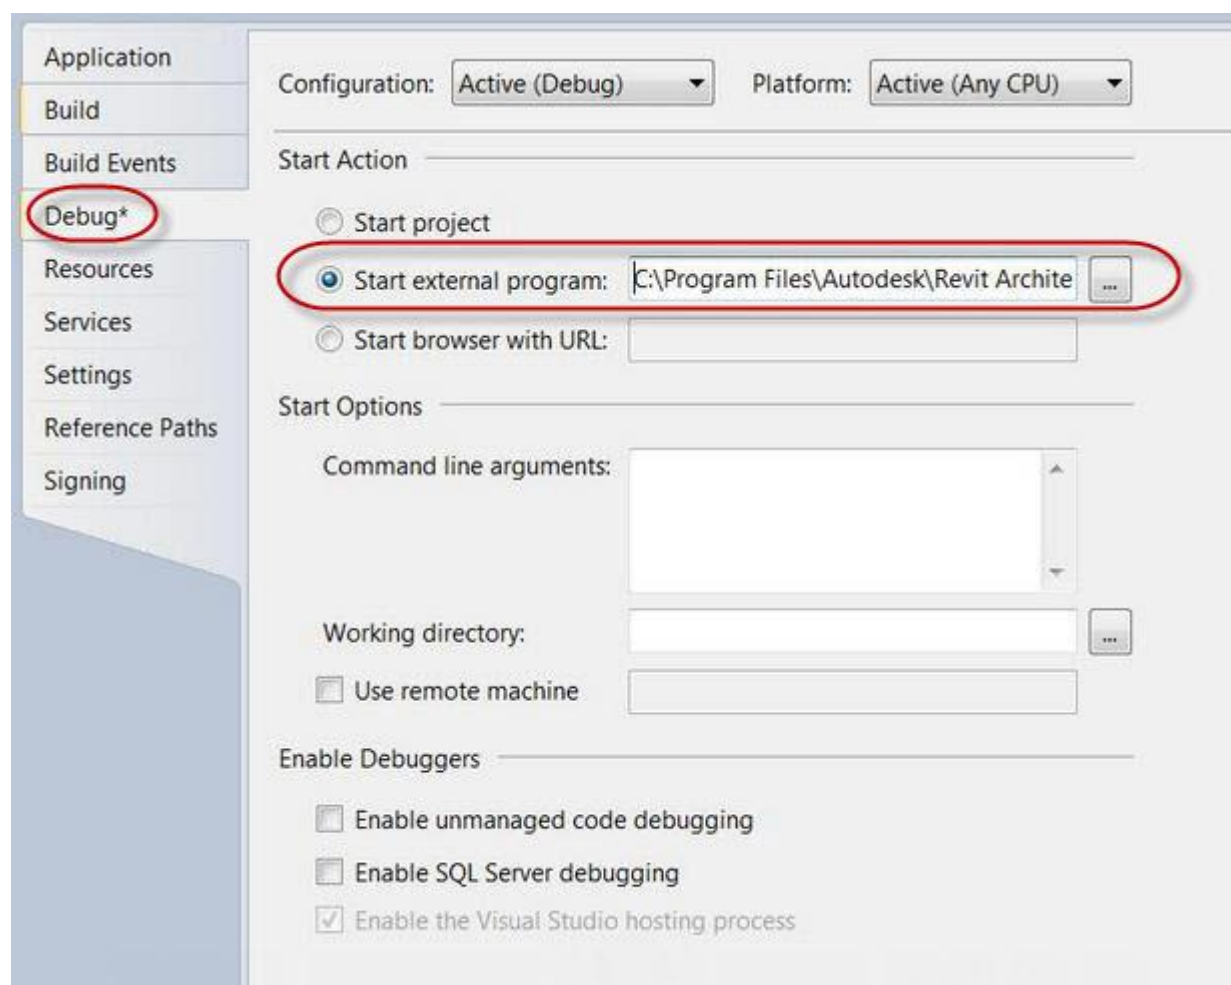 Application
Build
Build Events
Debug*
Resources
Services
Settings
Reference Paths
Signing
Configuration: Active (Debug) Platform: Active (Any CPU)
Start Action
Start project
Start external program: C:\Program Files\Autodesk\Revit Archite ...
Start browser with URL:
Start Options
Command line arguments:
Working directory: ...
Use remote machine
Enable Debuggers
Enable unmanaged code debugging
Enable SQL Server debugging
Enable the Visual Studio hosting process